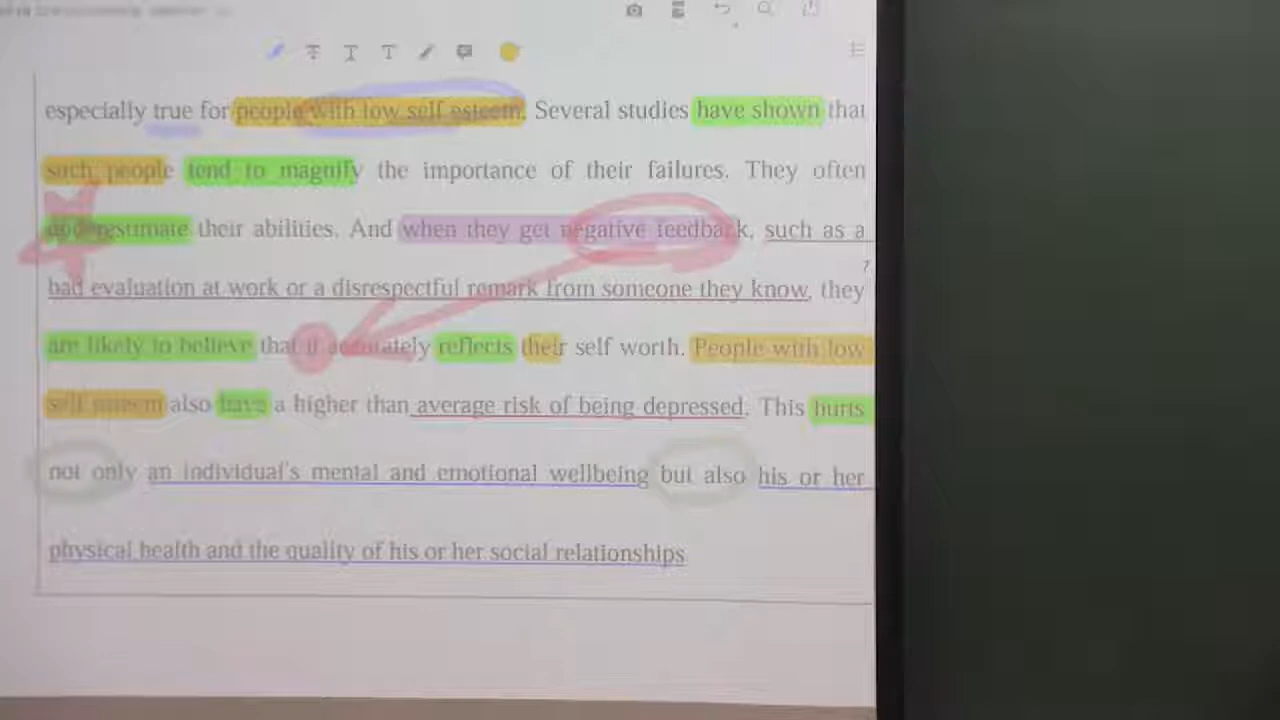 especially true for people with low self esteem. Several studies have shown that
such people tend to magnify the importance of their failures. They often
underestimate their abilities. And when they get negative feedback, such as a
bad evaluation at work or a disrespectful remark from someone they know, they
are likely to believe that it accurately reflects their self worth. People with low
self esteem also have a higher than average risk of being depressed. This hurts
not only an individual's mental and emotional wellbeing but also his or her
physical health and the quality of his or her social relationships.